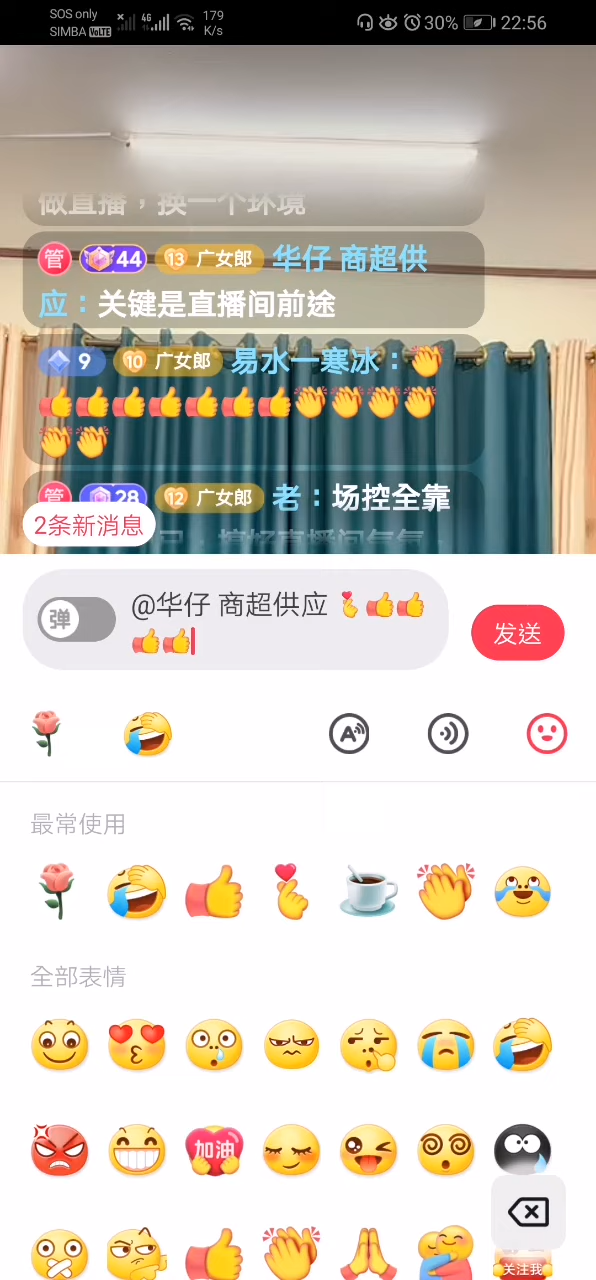 SOS only
SIMBA VoLTE
4G
179
K/s
30%
22:56
做直播，换一个环境
管 44 13 广女郎 华仔 商超供
应：关键是直播间前途
9 10 广女郎 易水一寒冰：
管 28 12 广女郎 老：场控全靠
2条新消息
弹
@华仔 商超供应
发送
A
最常使用
全部表情
加油
关注我